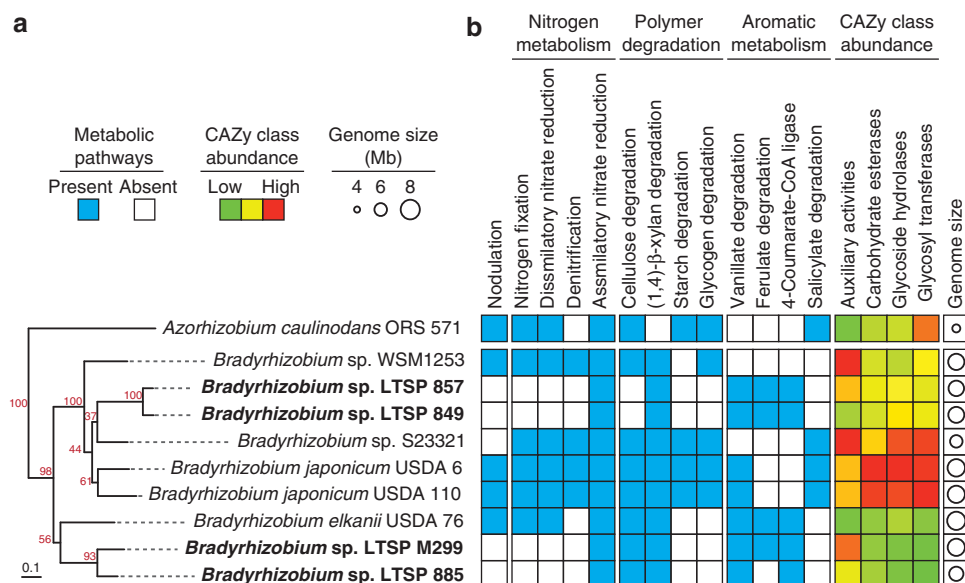 a
Metabolic pathways
Present Absent
CAZy class abundance
Low High
Genome size (Mb)
4 6 8
b
Nitrogen metabolism
Polymer degradation
Aromatic metabolism
CAZy class abundance
Nodulation
Nitrogen fixation
Dissmilatory nitrate reduction
Denitrification
Assmilatory nitrate reduction
Cellulose degradation
(1,4)-β-xylan degradation
Starch degradation
Glycogen degradation
Vanillate degradation
Ferulate degradation
4-Coumarate-CoA ligase
Salicylate degradation
Auxiliary activities
Carbohydrate esterases
Glycoside hydrolases
Glycosyl transferases
Genome size
Azorhizobium caulinodans ORS 571
Bradyrhizobium sp. WSM1253
Bradyrhizobium sp. LTSP 857
Bradyrhizobium sp. LTSP 849
Bradyrhizobium sp. S23321
Bradyrhizobium japonicum USDA 6
Bradyrhizobium japonicum USDA 110
Bradyrhizobium elkanii USDA 76
Bradyrhizobium sp. LTSP M299
Bradyrhizobium sp. LTSP 885
100
100
100
37
44
98
61
56
93
0.1